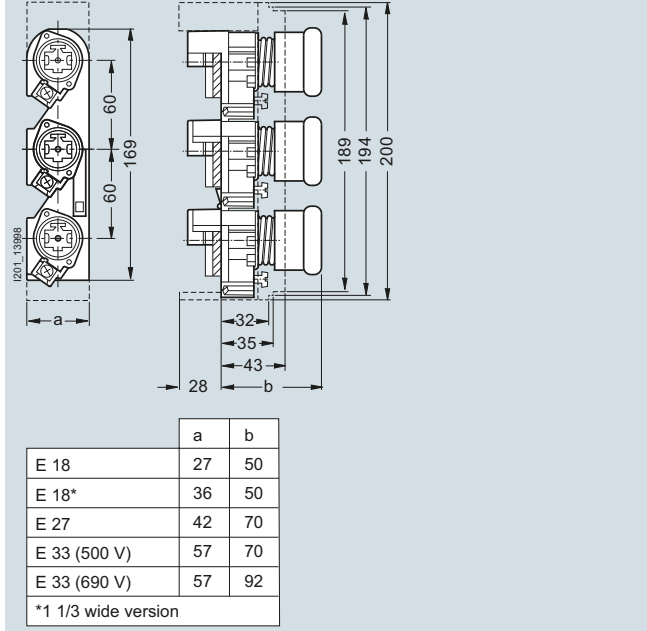 60
60
169
I201_13998
a
189
194
200
32
35
43
28
b
a b
E 18 27 50
E 18* 36 50
E 27 42 70
E 33 (500 V) 57 70
E 33 (690 V) 57 92
*1 1/3 wide version